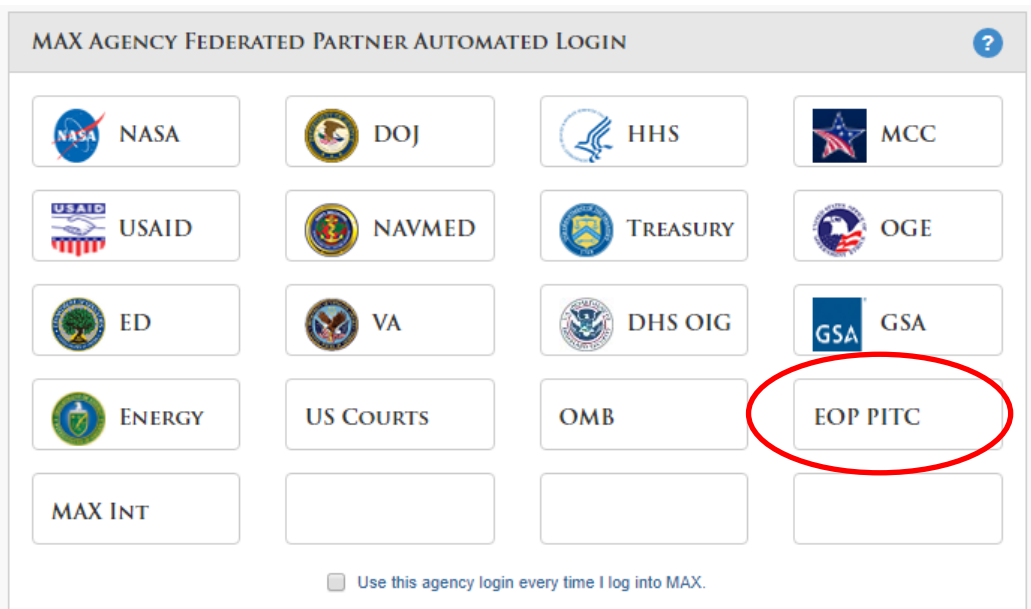 MAX Agency Federated Partner Automated Login ?
NASA NASA DOJ HHS MCC
USAID USAID NAVMED Treasury OGE
ED VA DHS OIG GSA GSA
Energy US Courts OMB EOP PITC
MAX Int
Use this agency login every time I log into MAX.